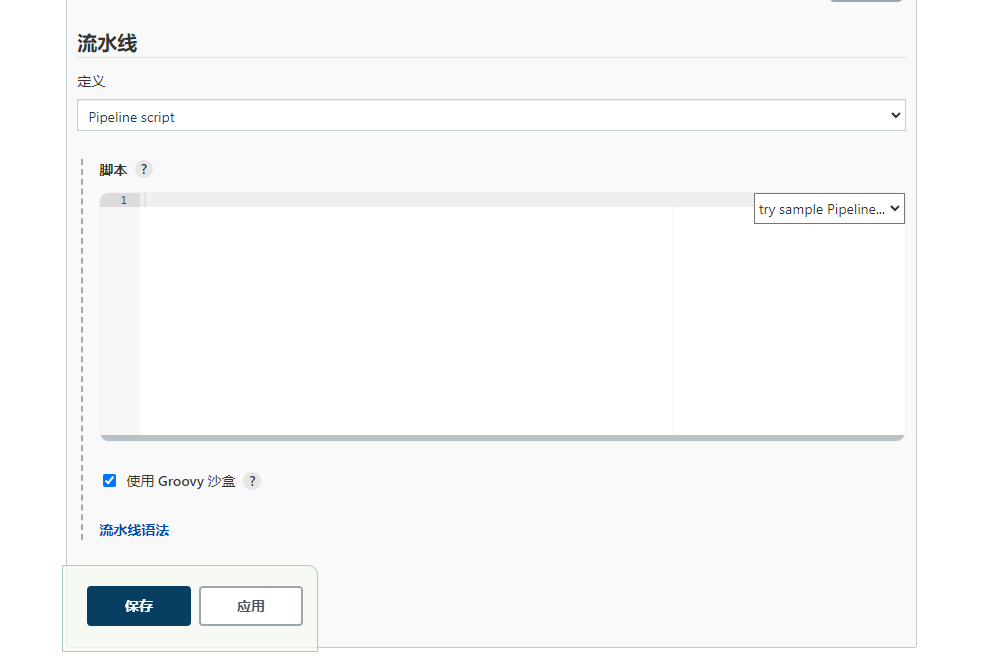 流水线
定义
Pipeline script
脚本 ?
1
try sample Pipeline...
使用 Groovy 沙盒 ?
流水线语法
保存 应用